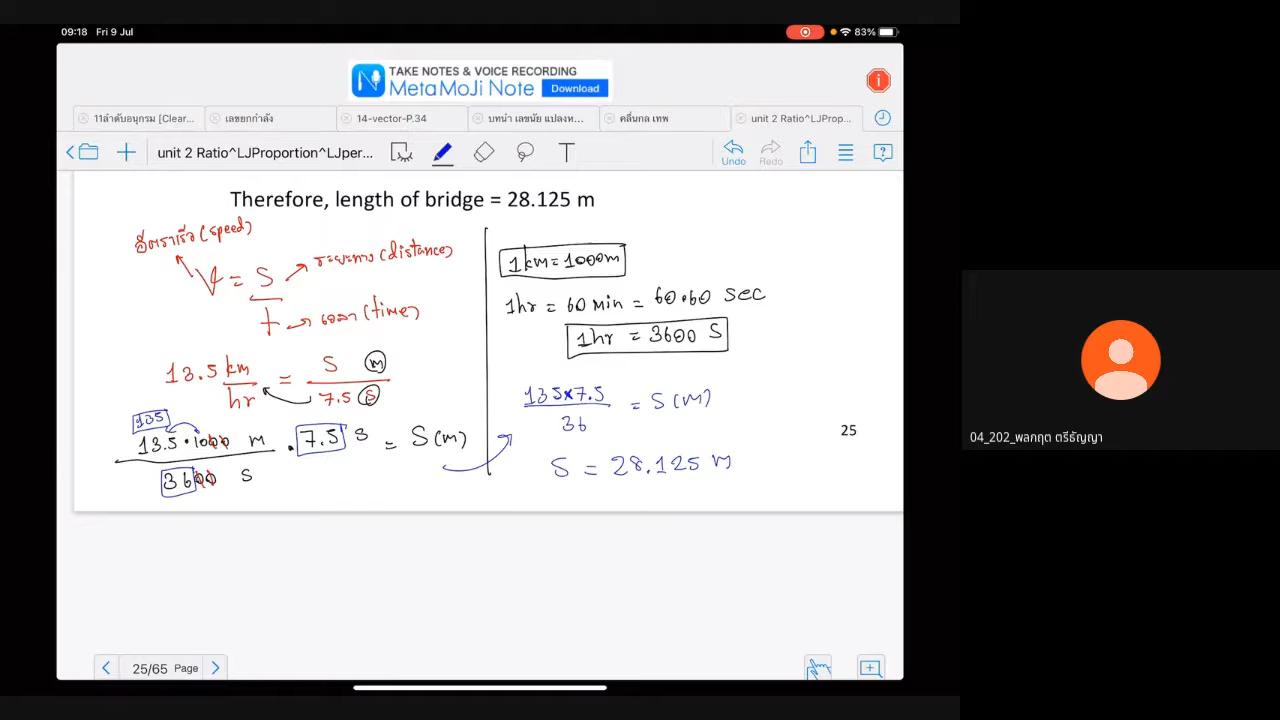 09:18 Fri 9 Jul
83%
TAKE NOTES & VOICE RECORDING
MetaMoJi Note Download
11ลำดับอนุกรม [Clear... เลขยกกำลัง 14-vector-P.34 บทนำ เลขนัย แปลงห... คลื่นกล เทพ unit 2 Ratio^LJProp...
unit 2 Ratio^LJProportion^LJper... T Undo Redo
Therefore, length of bridge = 28.125 m
อัตราเร็ว (speed)
V = S / t
ระยะทาง (distance)
เวลา (time)
13.5 km/hr = S m / 7.5 s
135
13.5 • 1000 m / 3600 s • 7.5 s = S (m)
1km = 1000m
1hr = 60 min = 60•60 sec
1hr = 3600 S
135×7.5 / 36 = S (m)
S = 28.125 m
25
25/65 Page
04_202_พลกฤต ตรีธัญญา